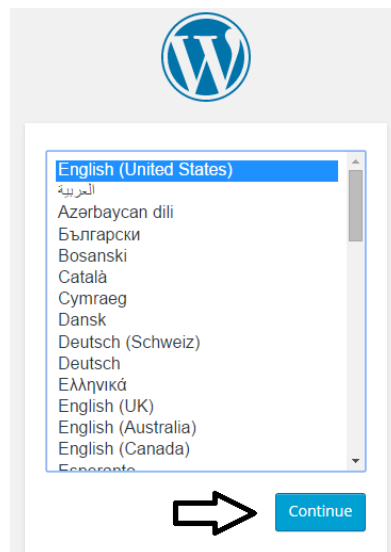 English (United States)
العربية
Azərbaycan dili
Български
Bosanski
Català
Cymraeg
Dansk
Deutsch (Schweiz)
Deutsch
Ελληνικά
English (UK)
English (Australia)
English (Canada)
Esperanto
Continue